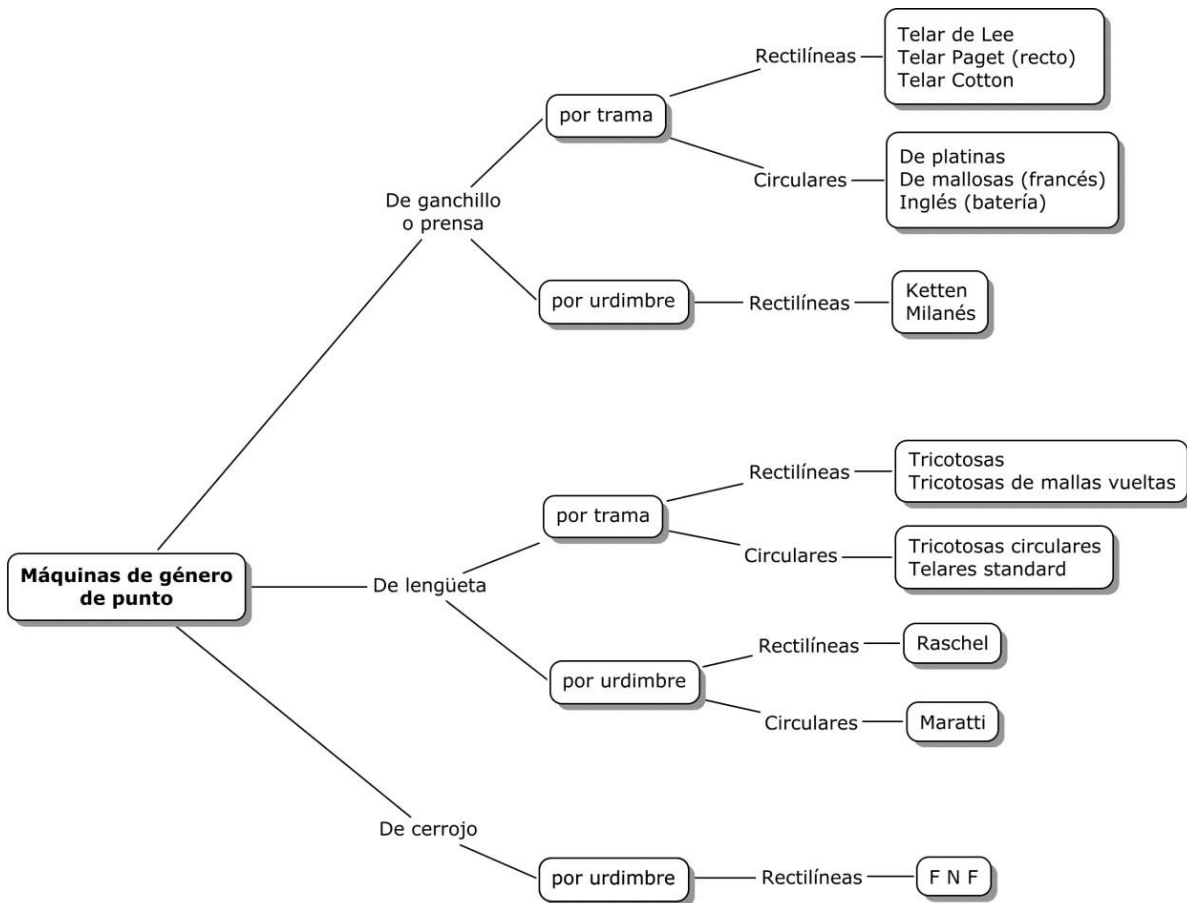 Máquinas de género
de punto
De ganchillo
o prensa
por trama
Rectilíneas
Telar de Lee
Telar Paget (recto)
Telar Cotton
Circulares
De platinas
De mallosas (francés)
Inglés (batería)
por urdimbre
Rectilíneas
Ketten
Milanés
De lengüeta
por trama
Rectilíneas
Tricotosas
Tricotosas de mallas vueltas
Circulares
Tricotosas circulares
Telares standard
por urdimbre
Rectilíneas
Raschel
Circulares
Maratti
De cerrojo
por urdimbre
Rectilíneas
F N F